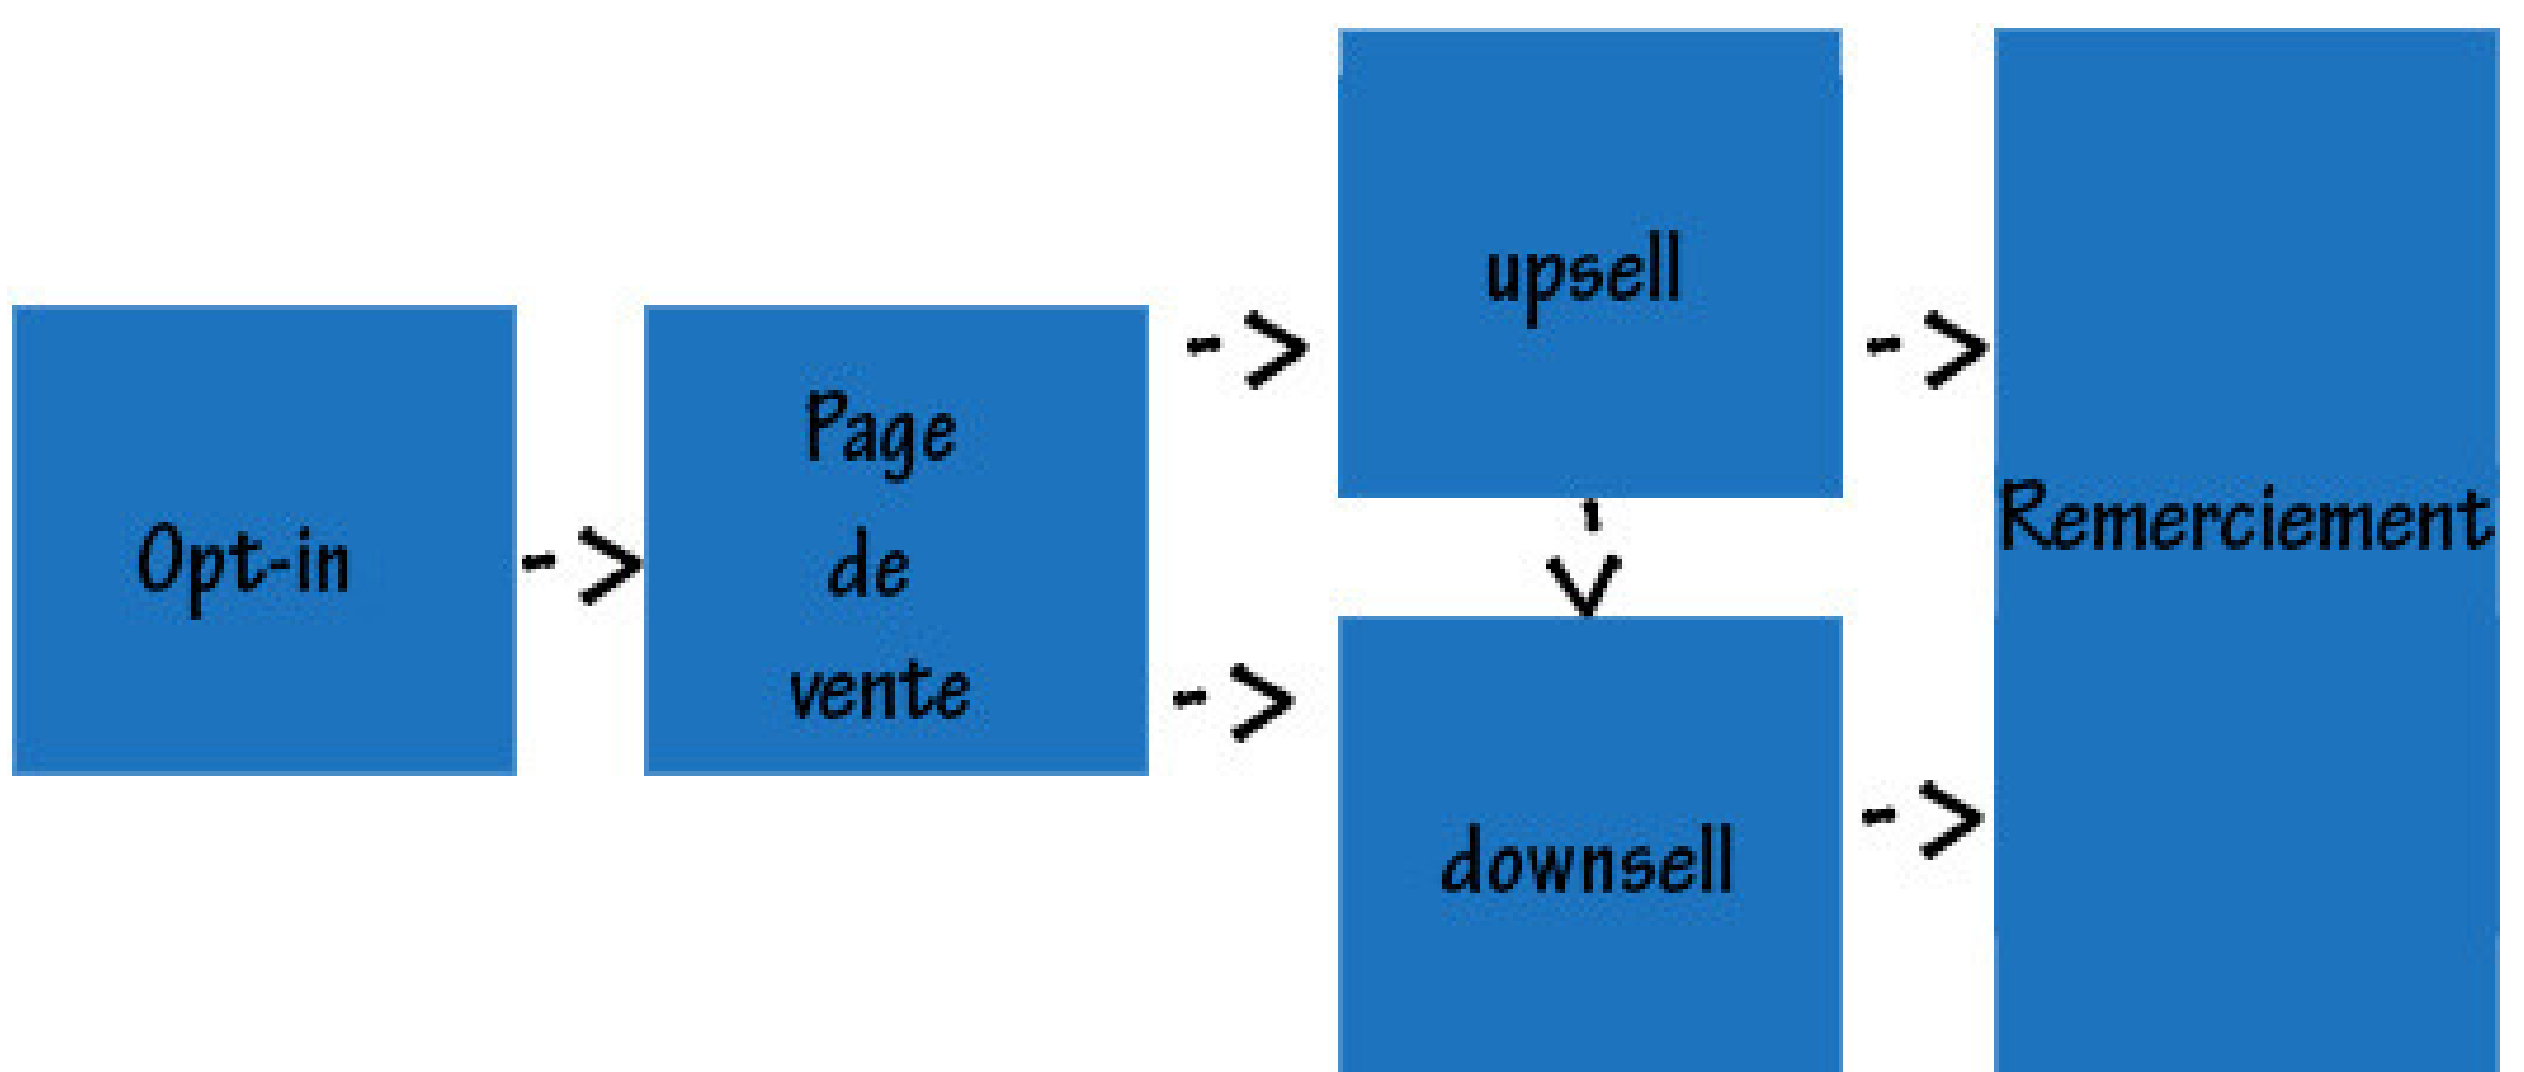 Opt-in
Page
de
vente
upsell
downsell
Remerciement